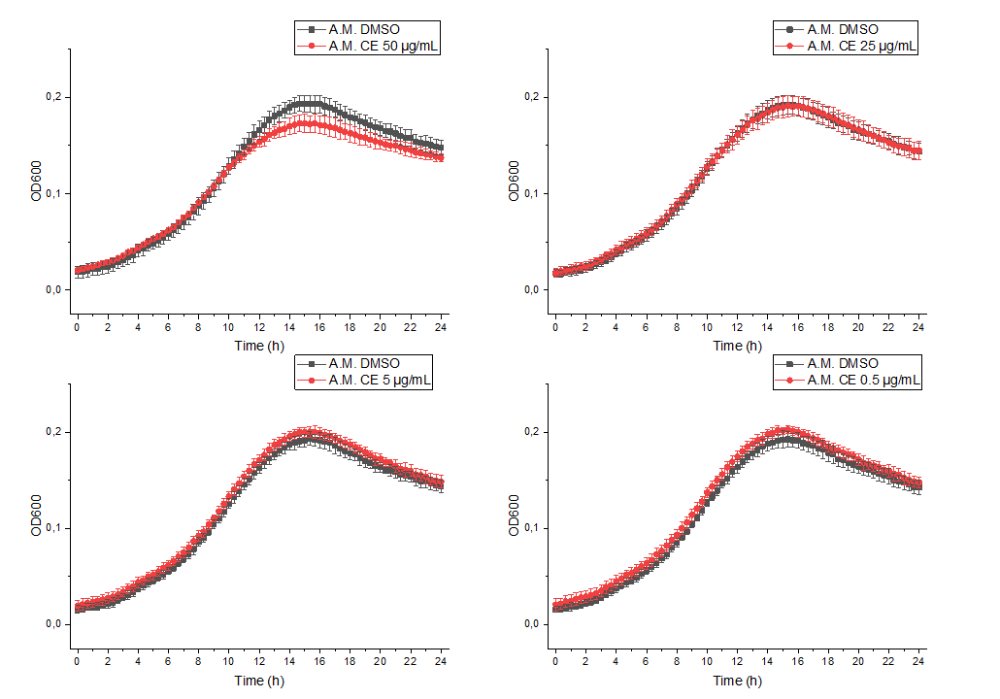 A.M. DMSO
A.M. CE 50 µg/mL
0,2
0,1
0,0
OD600
0 2 4 6 8 10 12 14 16 18 20 22 24
Time (h)
A.M. DMSO
A.M. CE 25 µg/mL
0,2
0,1
0,0
OD600
0 2 4 6 8 10 12 14 16 18 20 22 24
Time (h)
A.M. DMSO
A.M. CE 5 µg/mL
0,2
0,1
0,0
OD600
0 2 4 6 8 10 12 14 16 18 20 22 24
Time (h)
A.M. DMSO
A.M. CE 0.5 µg/mL
0,2
0,1
0,0
OD600
0 2 4 6 8 10 12 14 16 18 20 22 24
Time (h)